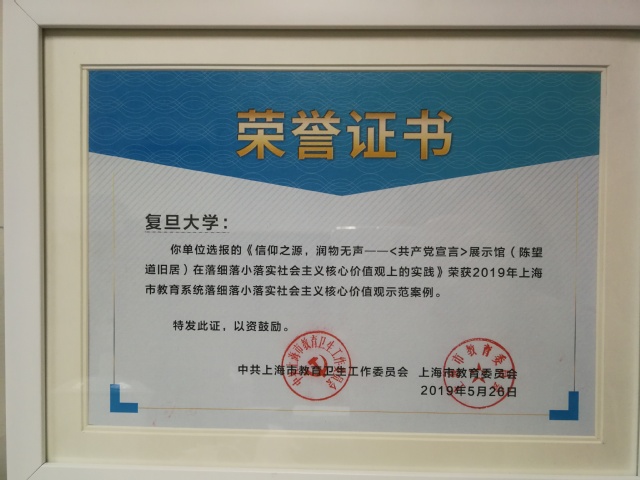 荣誉证书
复旦大学：
你单位选报的《信仰之源，润物无声——<共产党宣言>展示馆（陈望
道旧居）在落细落小落实社会主义核心价值观上的实践》荣获2019年上海
市教育系统落细落小落实社会主义核心价值观示范案例。
特发此证，以资鼓励。
中共上海市教育卫生工作委员会 上海市教育委员会
2019年5月26日